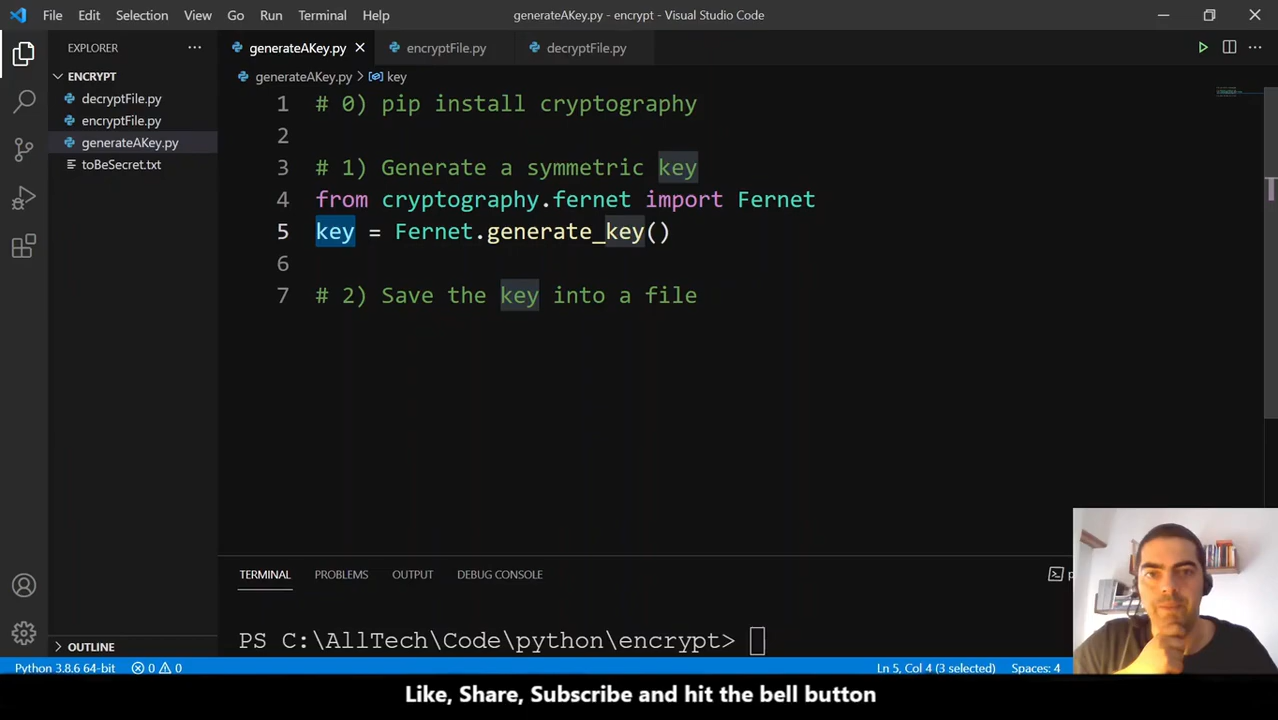 File Edit Selection View Go Run Terminal Help
generateAKey.py - encrypt - Visual Studio Code
EXPLORER
generateAKey.py
encryptFile.py
decryptFile.py
ENCRYPT
generateAKey.py > key
decryptFile.py
encryptFile.py
generateAKey.py
toBeSecret.txt
1 # 0) pip install cryptography
2
3 # 1) Generate a symmetric key
4 from cryptography.fernet import Fernet
5 key = Fernet.generate_key()
6
7 # 2) Save the key into a file
TERMINAL PROBLEMS OUTPUT DEBUG CONSOLE
PS C:\AllTech\Code\python\encrypt>
OUTLINE
Python 3.8.6 64-bit 0 0 Ln 5, Col 4 (3 selected) Spaces: 4
Like, Share, Subscribe and hit the bell button